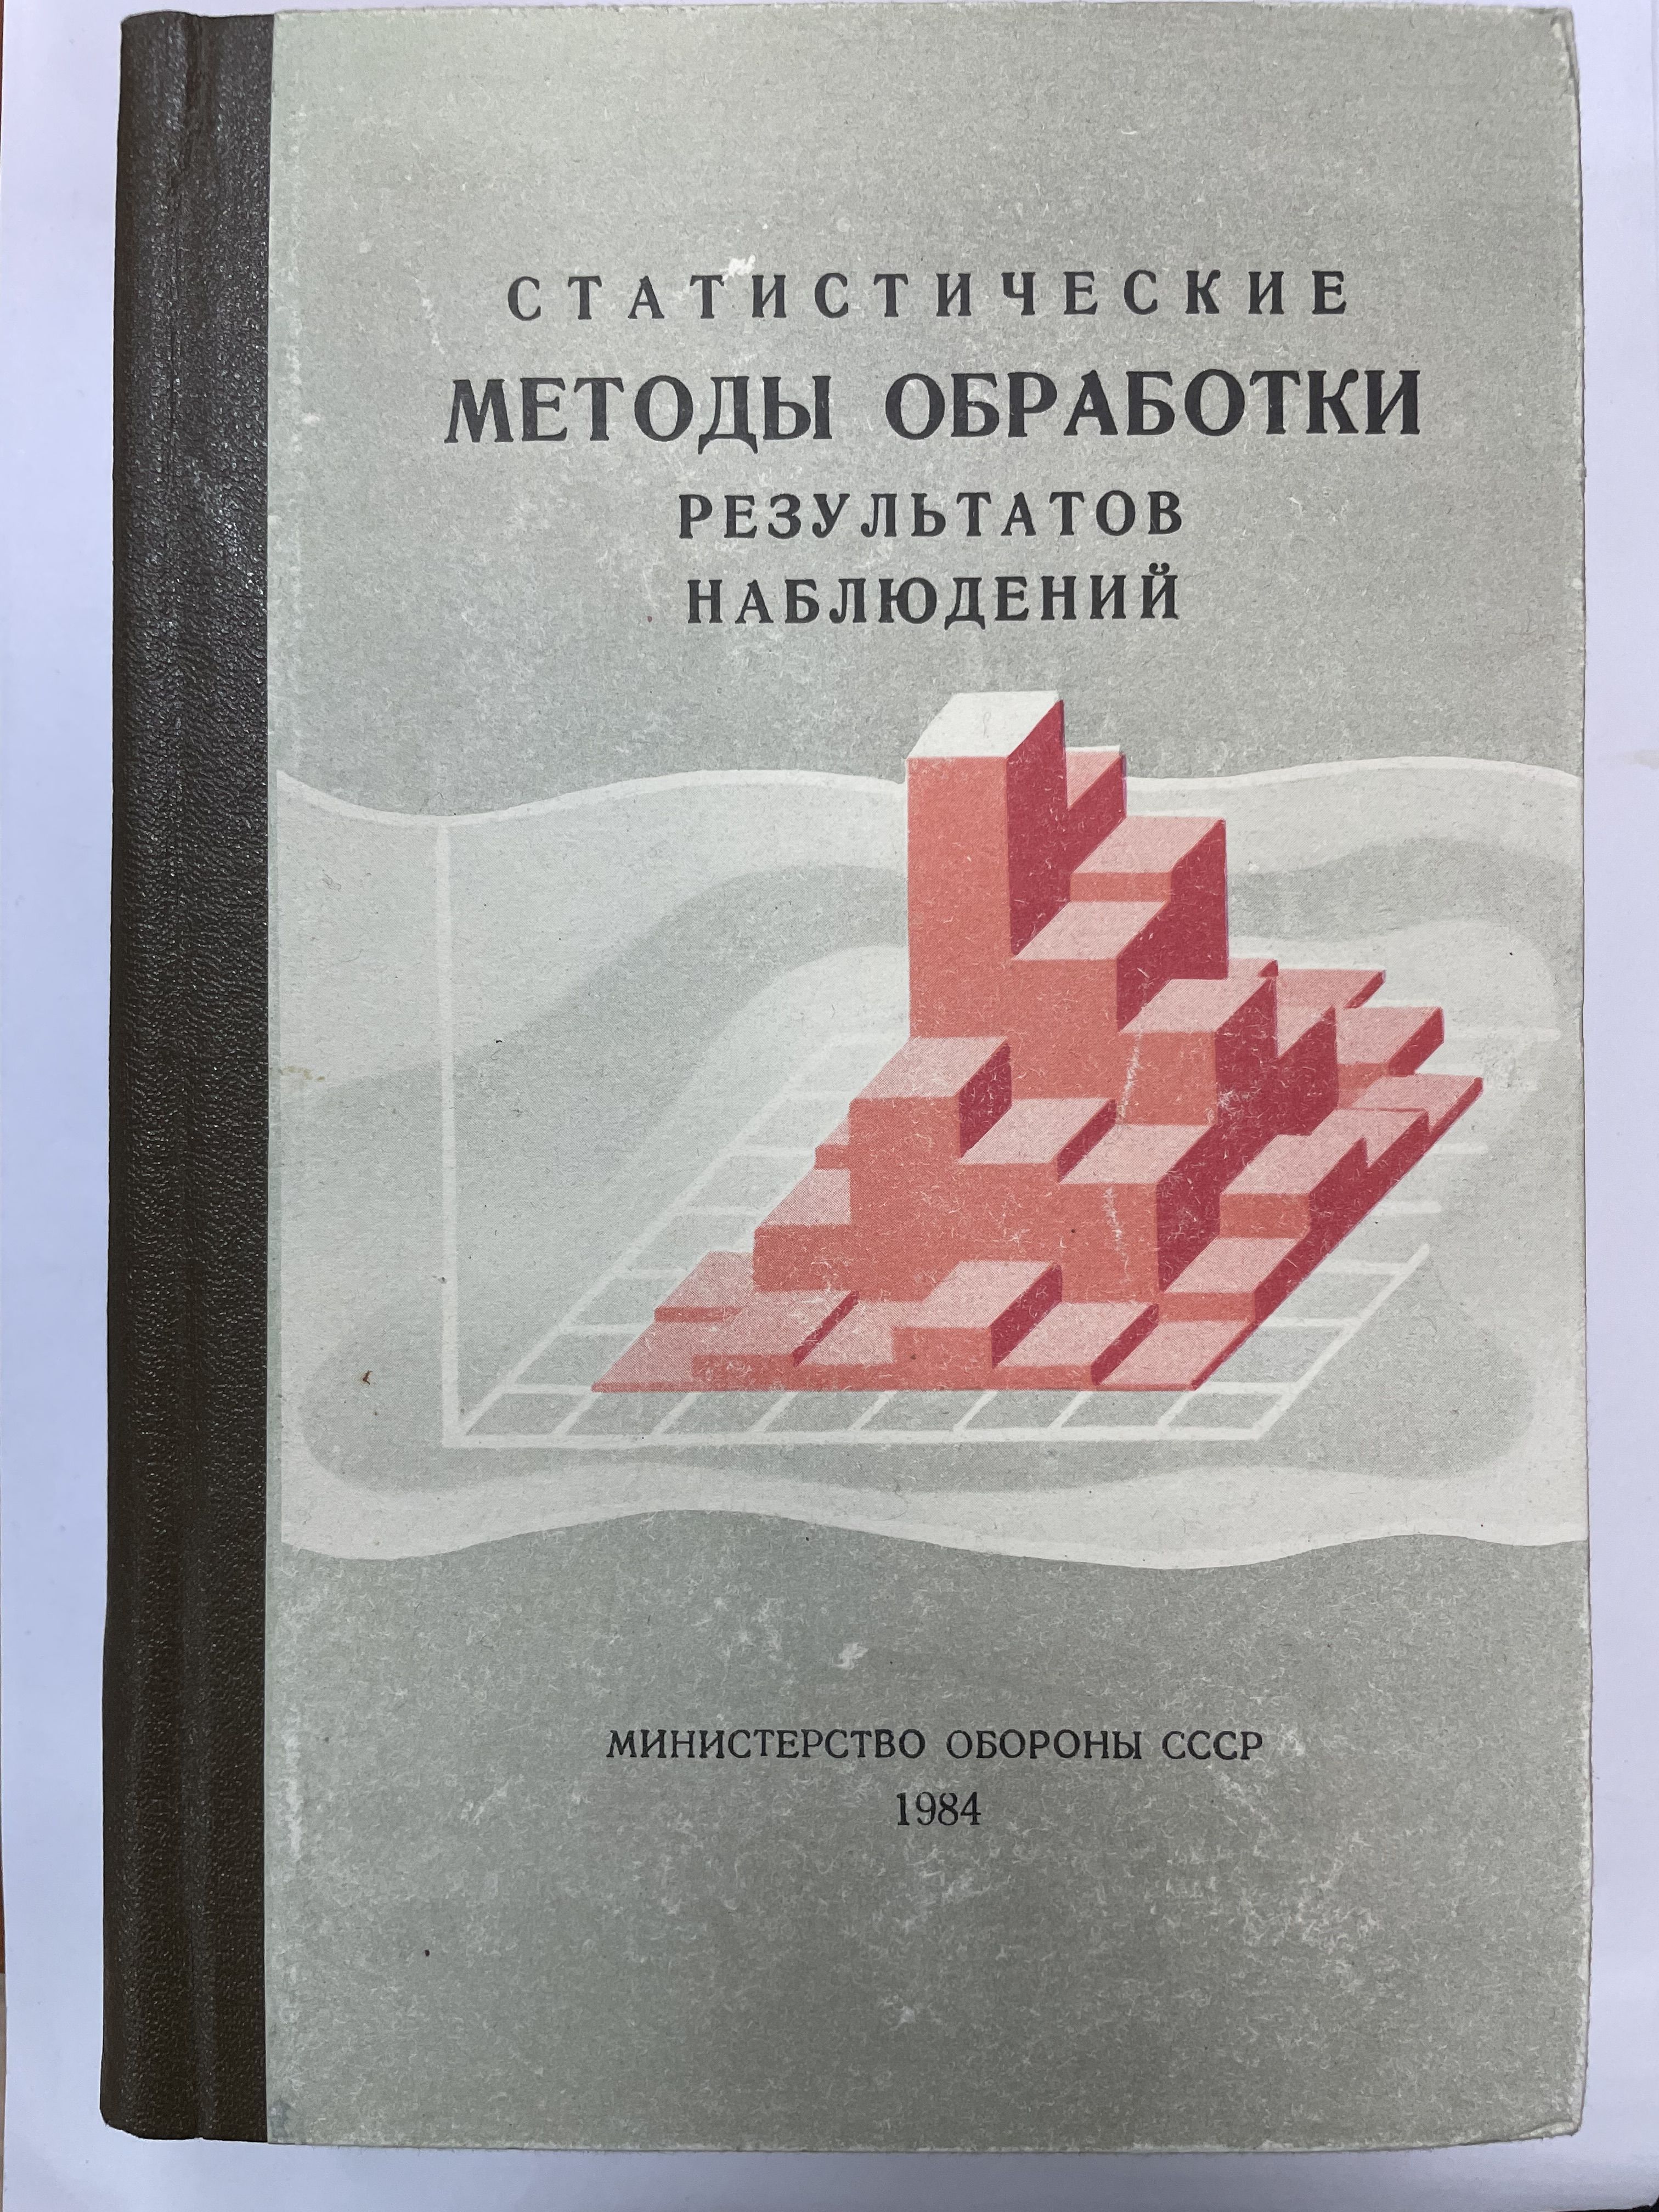 СТАТИСТИЧЕСКИЕ
МЕТОДЫ ОБРАБОТКИ
РЕЗУЛЬТАТОВ
НАБЛЮДЕНИЙ
МИНИСТЕРСТВО ОБОРОНЫ СССР
1984